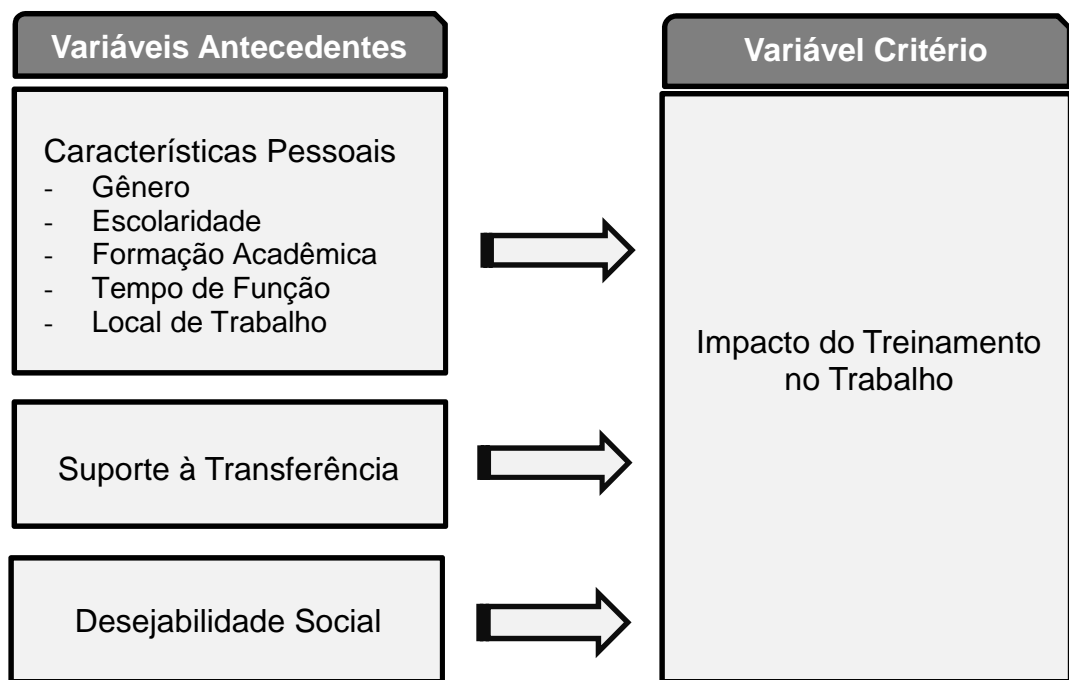 Variáveis Antecedentes
Características Pessoais
- Gênero
- Escolaridade
- Formação Acadêmica
- Tempo de Função
- Local de Trabalho
Suporte à Transferência
Desejabilidade Social
Variável Critério
Impacto do Treinamento
no Trabalho